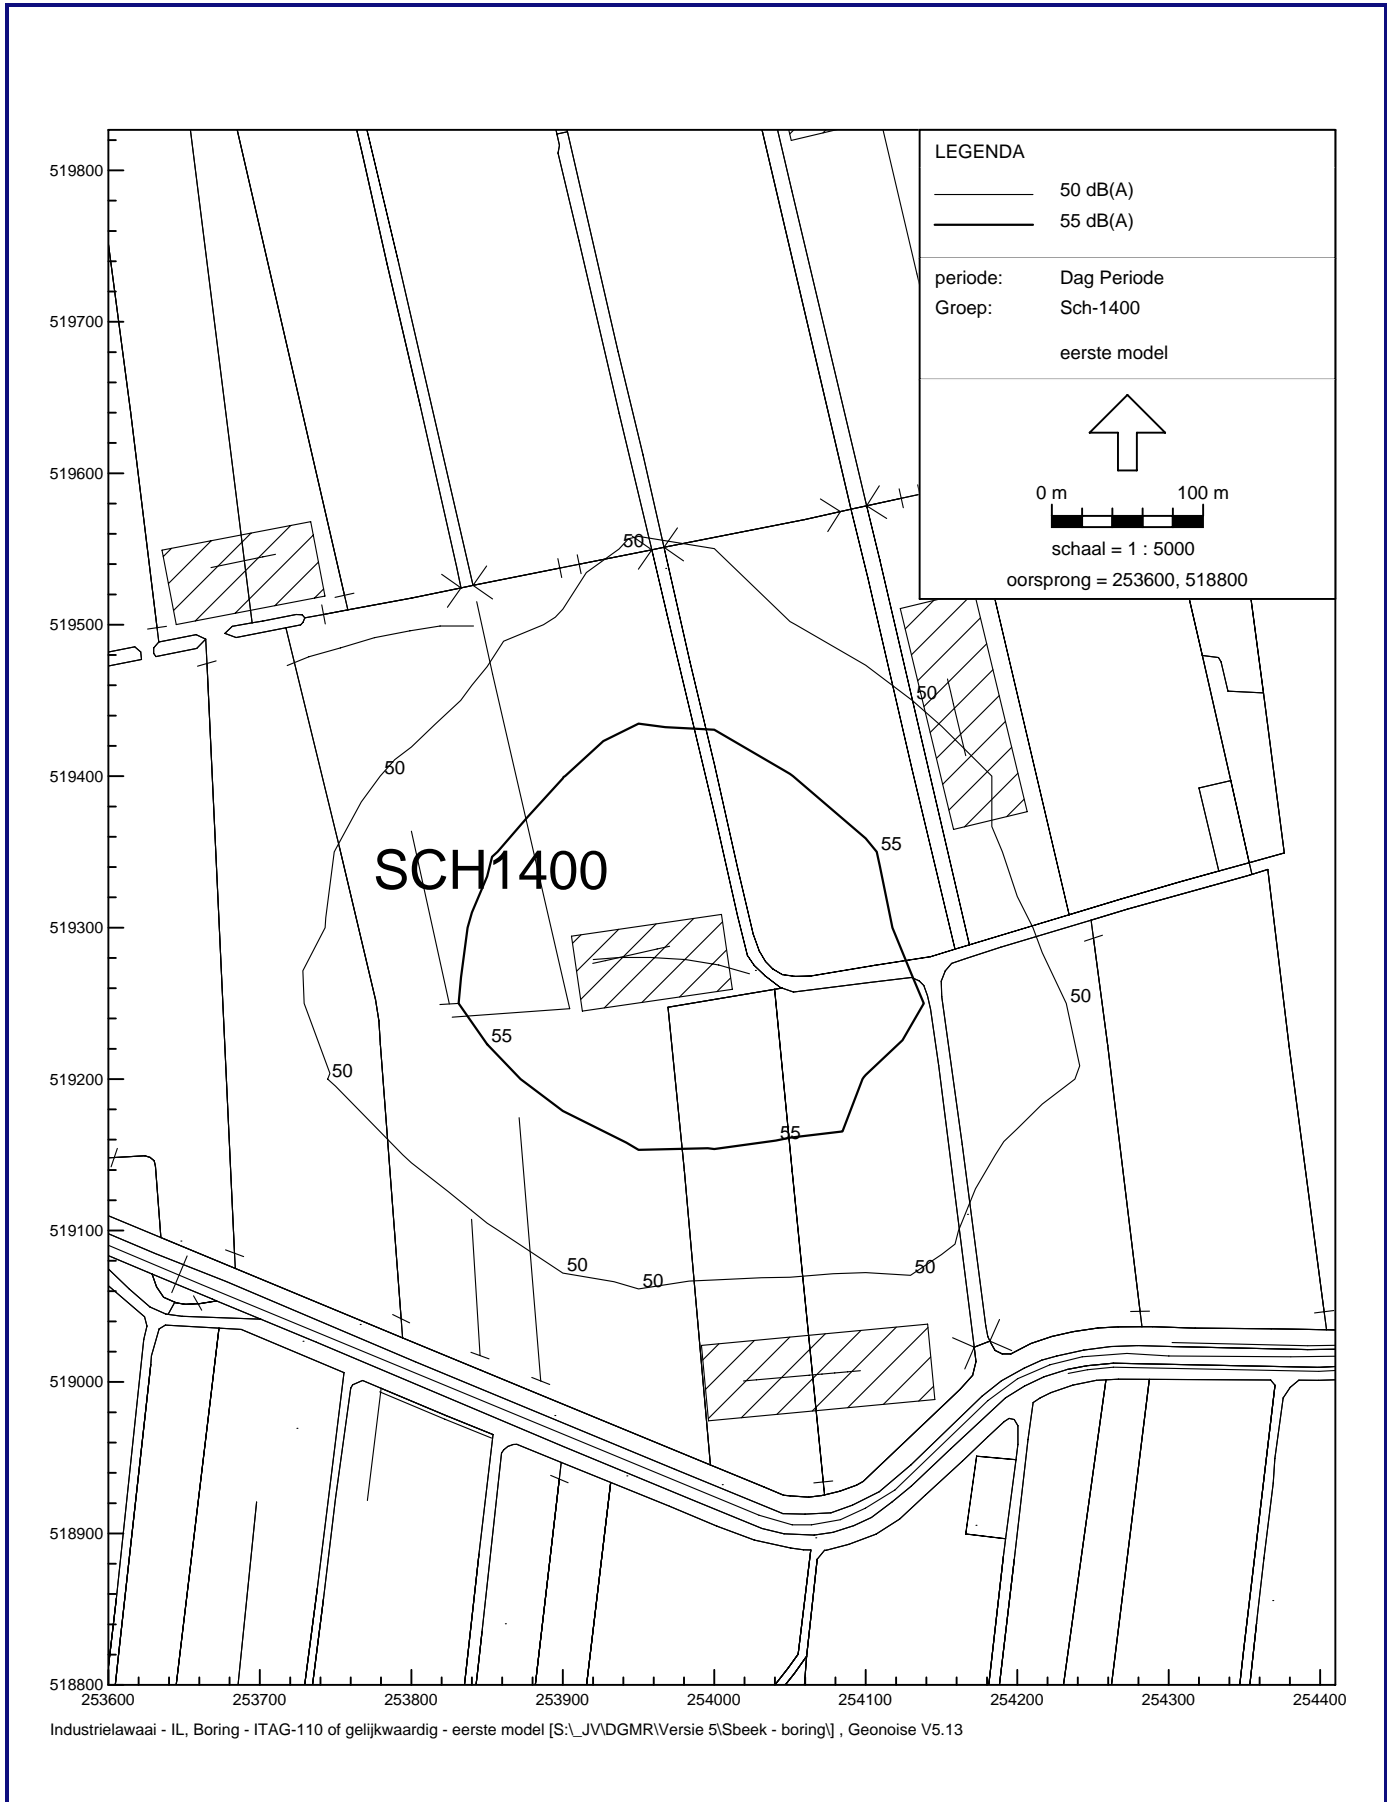 LEGENDA
50 dB(A)
55 dB(A)
periode: Dag Periode
Groep: Sch-1400
eerste model
0 m 100 m
schaal = 1 : 5000
oorsprong = 253600, 518800
519800
519700
519600
50
519500
50
50
519400
55
SCH1400
519300
50
55
50
519200
55
519100
50
50
50
519000
518900
518800
253600 253700 253800 253900 254000 254100 254200 254300 254400
Industrielawaai - IL, Boring - ITAG-110 of gelijkwaardig - eerste model [S:\_JV\DGMR\Versie 5\Sbeek - boring\] , Geonoise V5.13